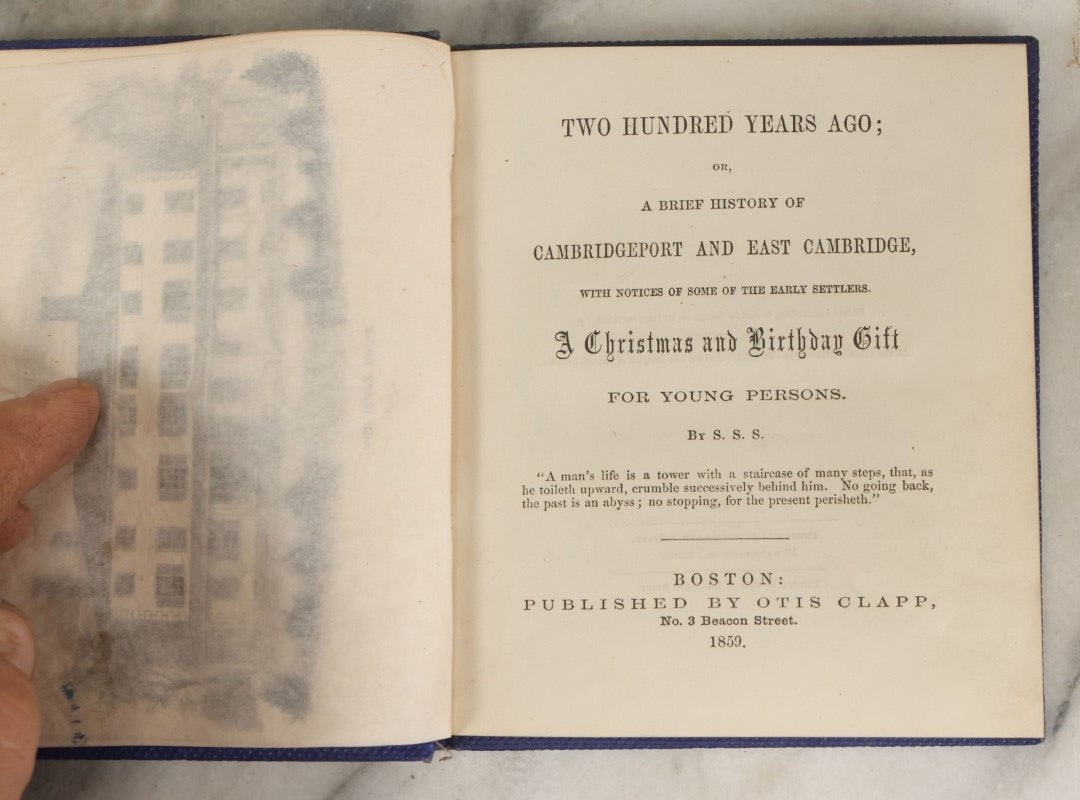 TWO HUNDRED YEARS AGO;
OR,
A BRIEF HISTORY OF
CAMBRIDGEPORT AND EAST CAMBRIDGE,
WITH NOTICES OF SOME OF THE EARLY SETTLERS.
A Christmas and Birthday Gift
FOR YOUNG PERSONS.
BY S. S. S.
"A man's life is a tower with a staircase of many steps, that, as
he toileth upward, crumble successively behind him. No going back,
the past is an abyss; no stopping, for the present perisheth."
BOSTON:
PUBLISHED BY OTIS CLAPP,
No. 3 Beacon Street.
1859.